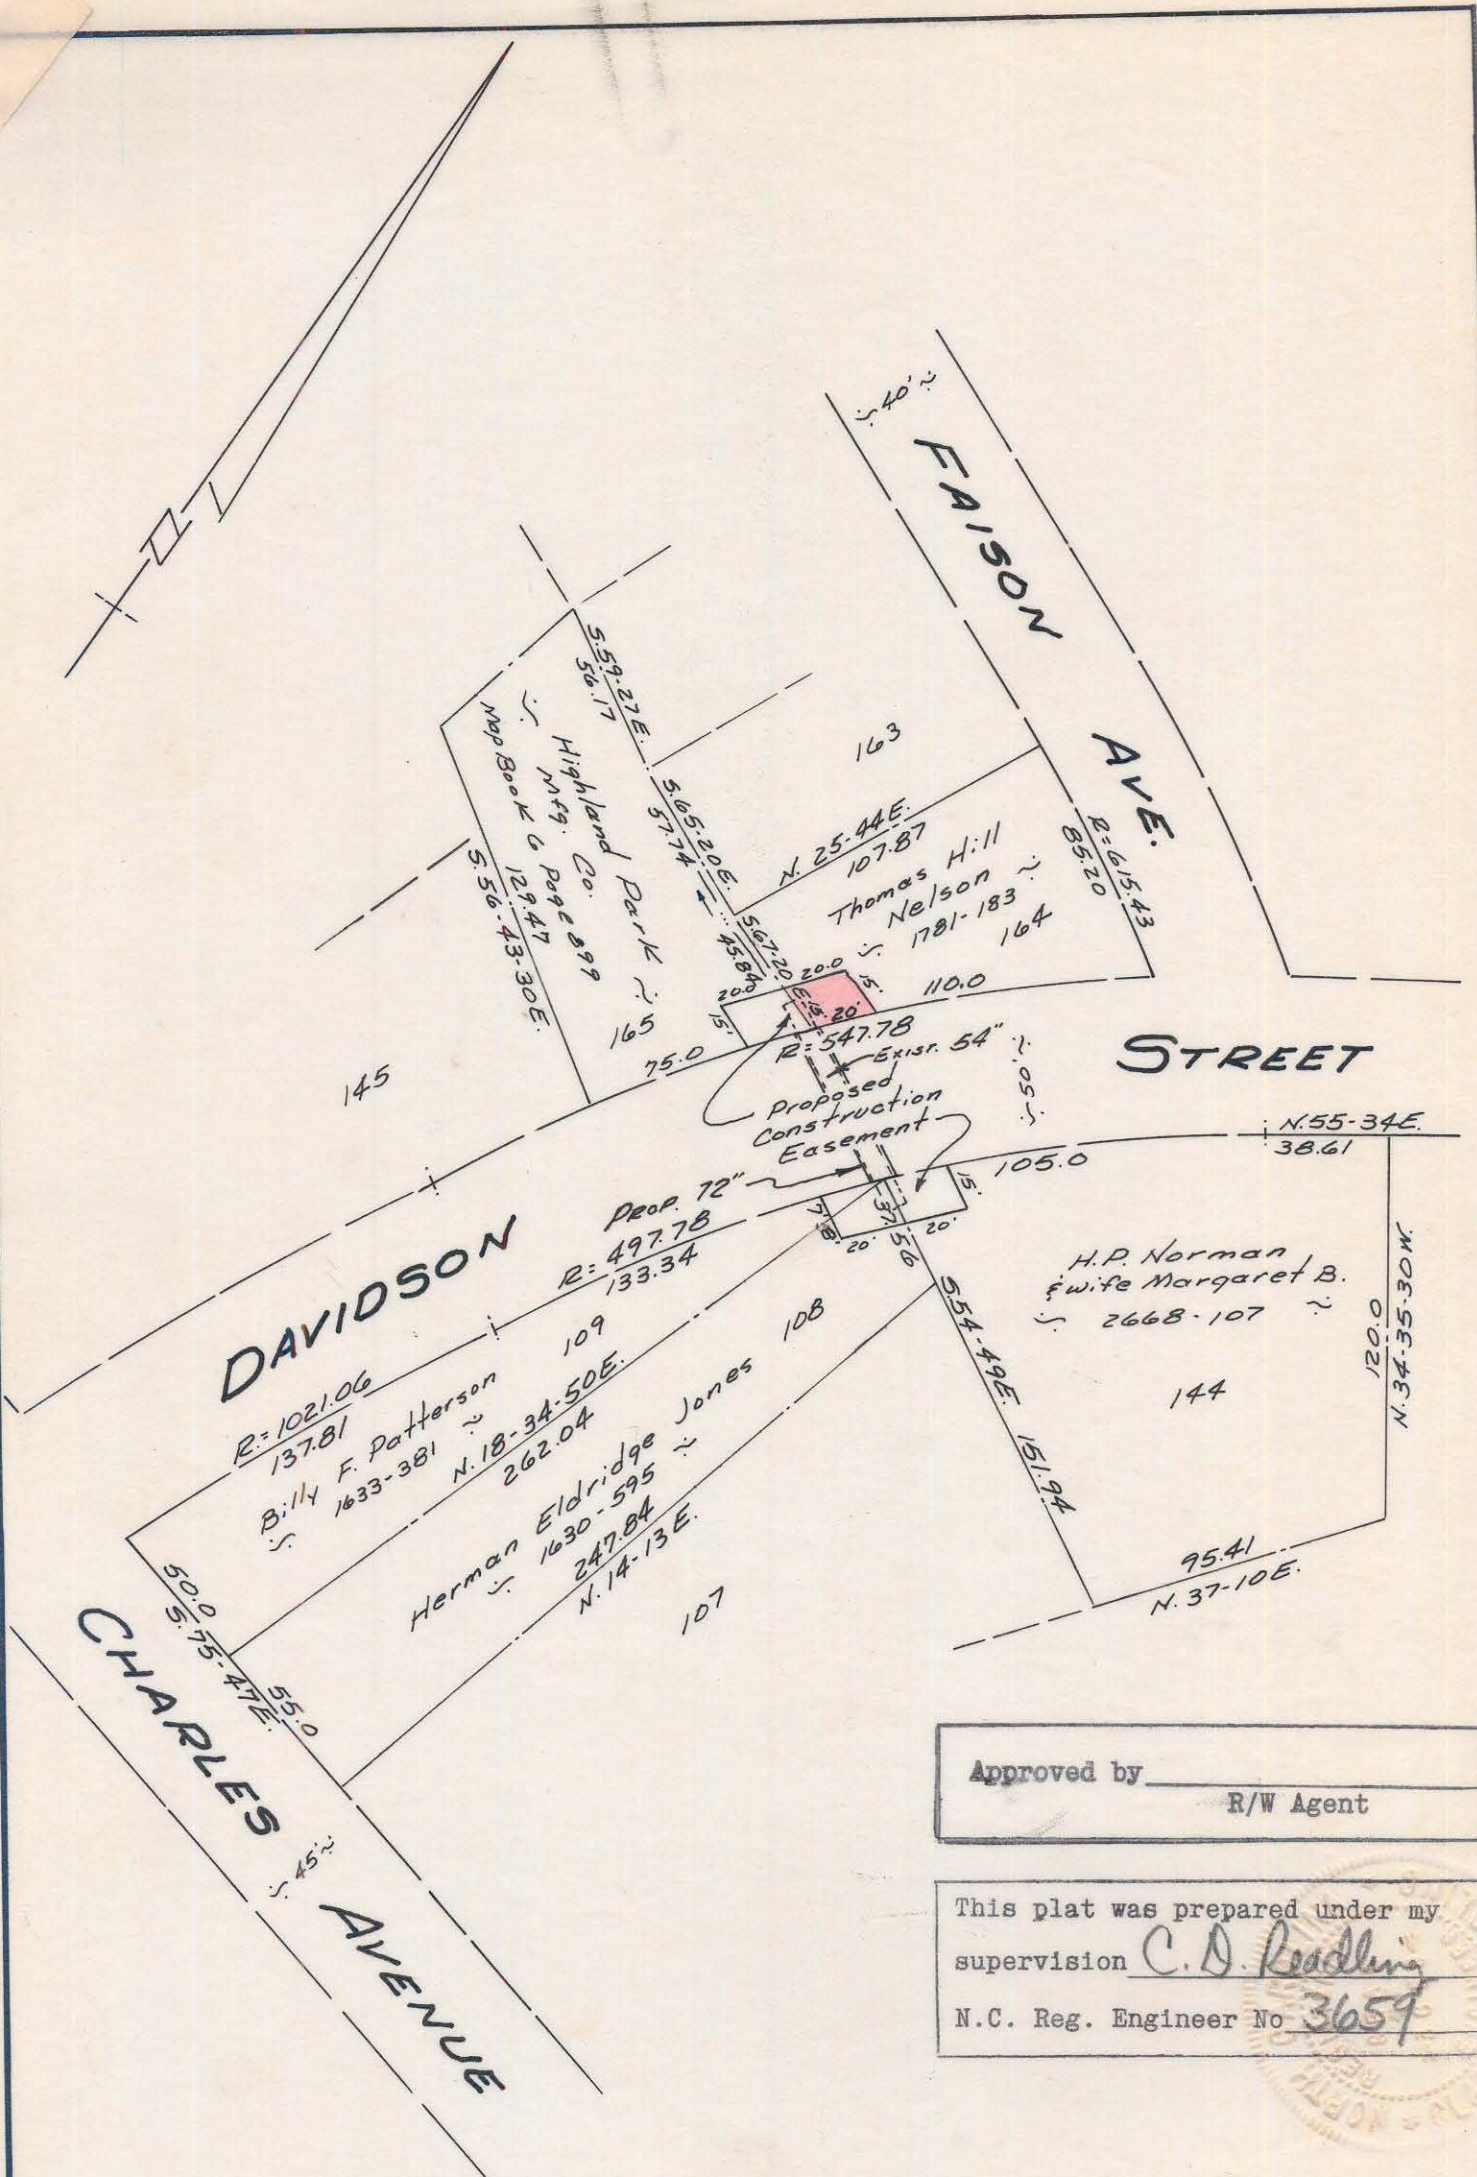 ~ 40' ~
FAISON
AVE.
R=615.43
85.20
163
N. 25-44E.
107.87
Thomas Hill
Nelson ~
~ 1781-183
164
110.0
S.59-27E.
56.17
S.65-20E.
57.74
S.67-20 E.
45.84
~ Highland Park ~
Mfg. Co.
Map Book 6 Page 899
129.47
S.56-43-30E.
165
145
75.0
20.0
15'
20.0
15'
15'
20'
R=547.78
Exist. 54"
~ 50' ~
STREET
Proposed
Construction
Easement
N.55-34E.
38.61
105.0
Prop. 72"
R=497.78
133.34
7.8'
20'
37.56
20'
15'
DAVIDSON
R=1021.06
137.81
109
Billy F. Patterson
~ 1633-381 ~
N.18-34-50E.
262.04
108
Herman Eldridge Jones
~ 1630-595 ~
247.84
N.14-13E.
107
H.P. Norman
& wife Margaret B.
~ 2668-107 ~
144
S.54-49E. 151.94
120.0
N.34-35-30W.
95.41
N.37-10E.
50.0
S.75-47E.
55.0
CHARLES
~ 45' ~
AVENUE
Approved by
R/W Agent
This plat was prepared under my
supervision C.D. Readling
N.C. Reg. Engineer No 3659